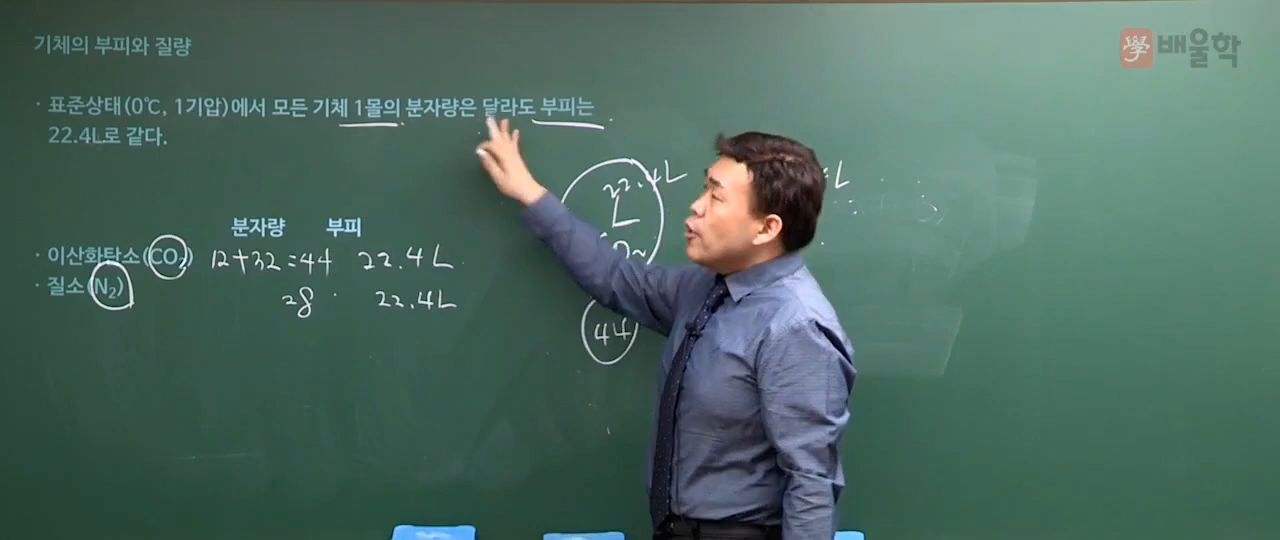 기체의 부피와 질량
學 배울학
· 표준상태(0℃, 1기압)에서 모든 기체 1몰의 분자량은 달라도 부피는
22.4L로 같다.
22.4L
L
분자량 부피
· 이산화탄소(CO₂) 12+32=44 22.4L
· 질소(N₂) 28 22.4L
44